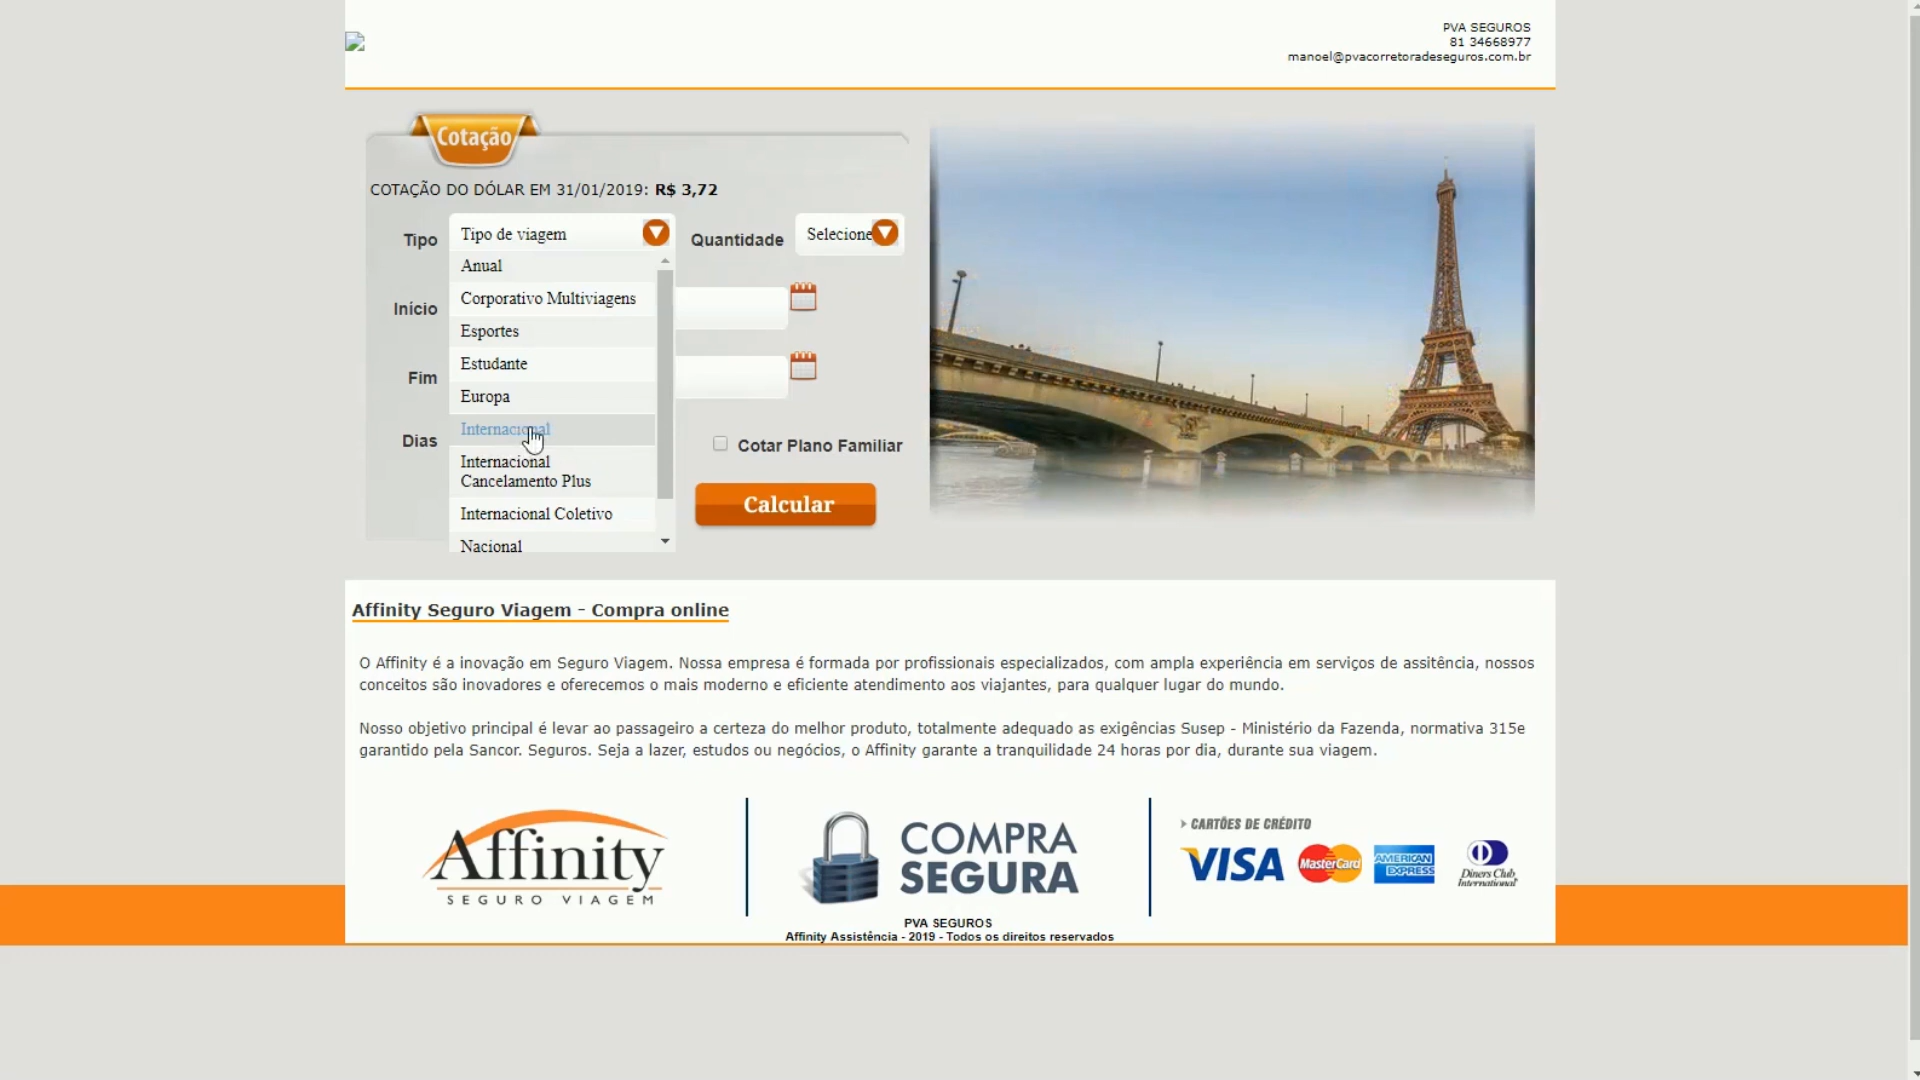 PVA SEGUROS
81 34668977
manoel@pvacorretoradeseguros.com.br
Cotação
COTAÇÃO DO DÓLAR EM 31/01/2019: R$ 3,72
Tipo
Tipo de viagem
Quantidade
Selecione
Anual
Corporativo Multiviagens
Início
Esportes
Estudante
Fim
Europa
Internacional
Dias
Cotar Plano Familiar
Internacional
Cancelamento Plus
Calcular
Internacional Coletivo
Nacional
Affinity Seguro Viagem - Compra online
O Affinity é a inovação em Seguro Viagem. Nossa empresa é formada por profissionais especializados, com ampla experiência em serviços de assitência, nossos
conceitos são inovadores e oferecemos o mais moderno e eficiente atendimento aos viajantes, para qualquer lugar do mundo.
Nosso objetivo principal é levar ao passageiro a certeza do melhor produto, totalmente adequado as exigências Susep - Ministério da Fazenda, normativa 315e
garantido pela Sancor. Seguros. Seja a lazer, estudos ou negócios, o Affinity garante a tranquilidade 24 horas por dia, durante sua viagem.
Affinity
SEGURO VIAGEM
COMPRA
SEGURA
CARTÕES DE CRÉDITO
VISA
MasterCard
AMERICAN
EXPRESS
Diners Club
International
PVA SEGUROS
Affinity Assistência - 2019 - Todos os direitos reservados